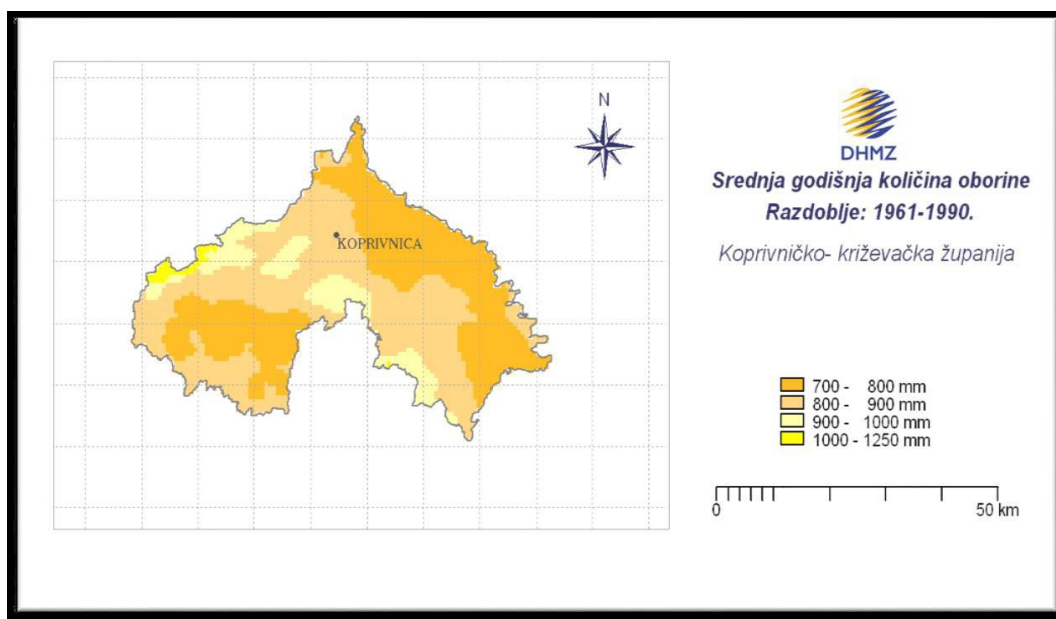 N
KOPRIVNICA
DHMZ
Srednja godišnja količina oborine
Razdoblje: 1961-1990.
Koprivničko- križevačka županija
700 - 800 mm
800 - 900 mm
900 - 1000 mm
1000 - 1250 mm
0 50 km